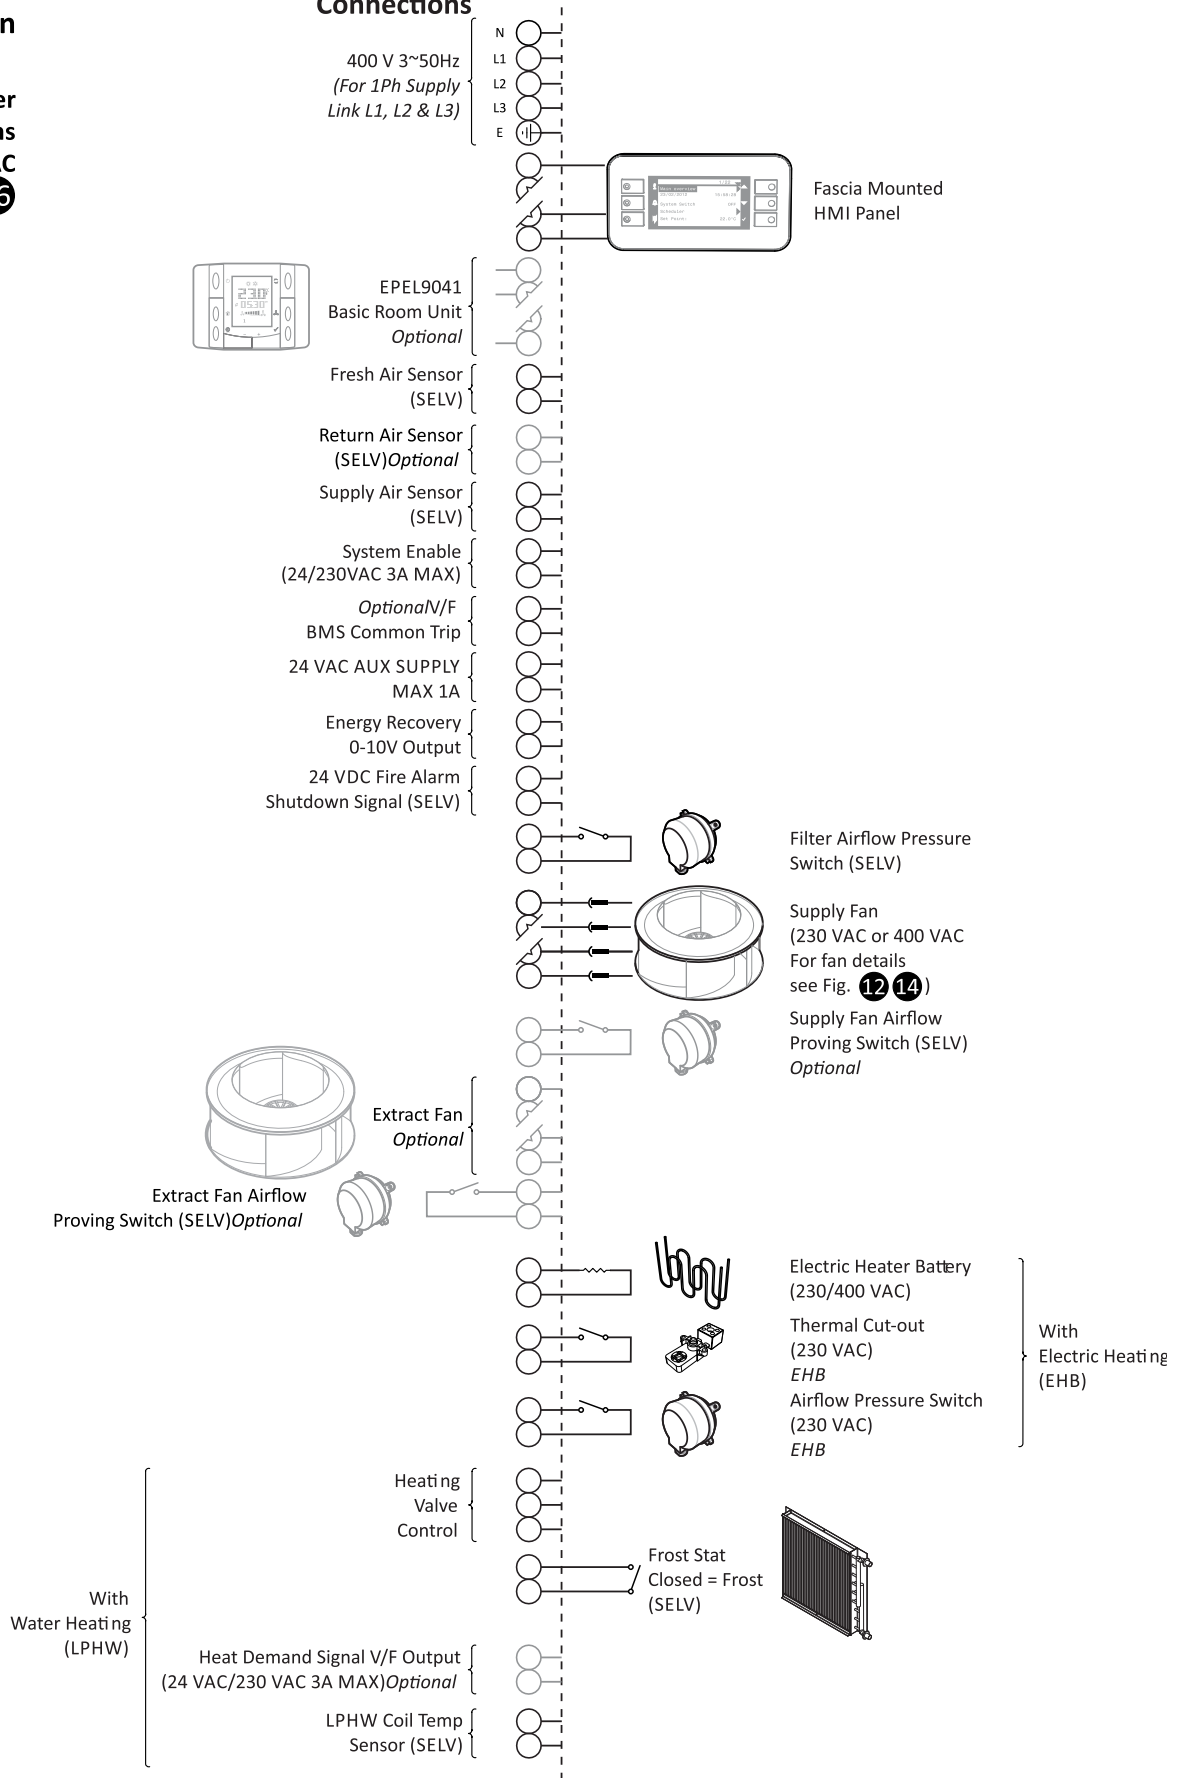 Connections
n
er
ns
AC
6
N
L1
L2
L3
E
400 V 3~50Hz
(For 1Ph Supply
Link L1, L2 & L3)
Fascia Mounted
HMI Panel
EPEL9041
Basic Room Unit
Optional
Fresh Air Sensor
(SELV)
Return Air Sensor
(SELV)Optional
Supply Air Sensor
(SELV)
System Enable
(24/230VAC 3A MAX)
OptionalV/F
BMS Common Trip
24 VAC AUX SUPPLY
MAX 1A
Energy Recovery
0-10V Output
24 VDC Fire Alarm
Shutdown Signal (SELV)
Filter Airflow Pressure
Switch (SELV)
Supply Fan
(230 VAC or 400 VAC
For fan details
see Fig. 12 14 )
Supply Fan Airflow
Proving Switch (SELV)
Optional
Extract Fan
Optional
Extract Fan Airflow
Proving Switch (SELV)Optional
Electric Heater Battery
(230/400 VAC)
Thermal Cut-out
(230 VAC)
EHB
Airflow Pressure Switch
(230 VAC)
EHB
With
Electric Heating
(EHB)
Heating
Valve
Control
Frost Stat
Closed = Frost
(SELV)
With
Water Heating
(LPHW)
Heat Demand Signal V/F Output
(24 VAC/230 VAC 3A MAX)Optional
LPHW Coil Temp
Sensor (SELV)